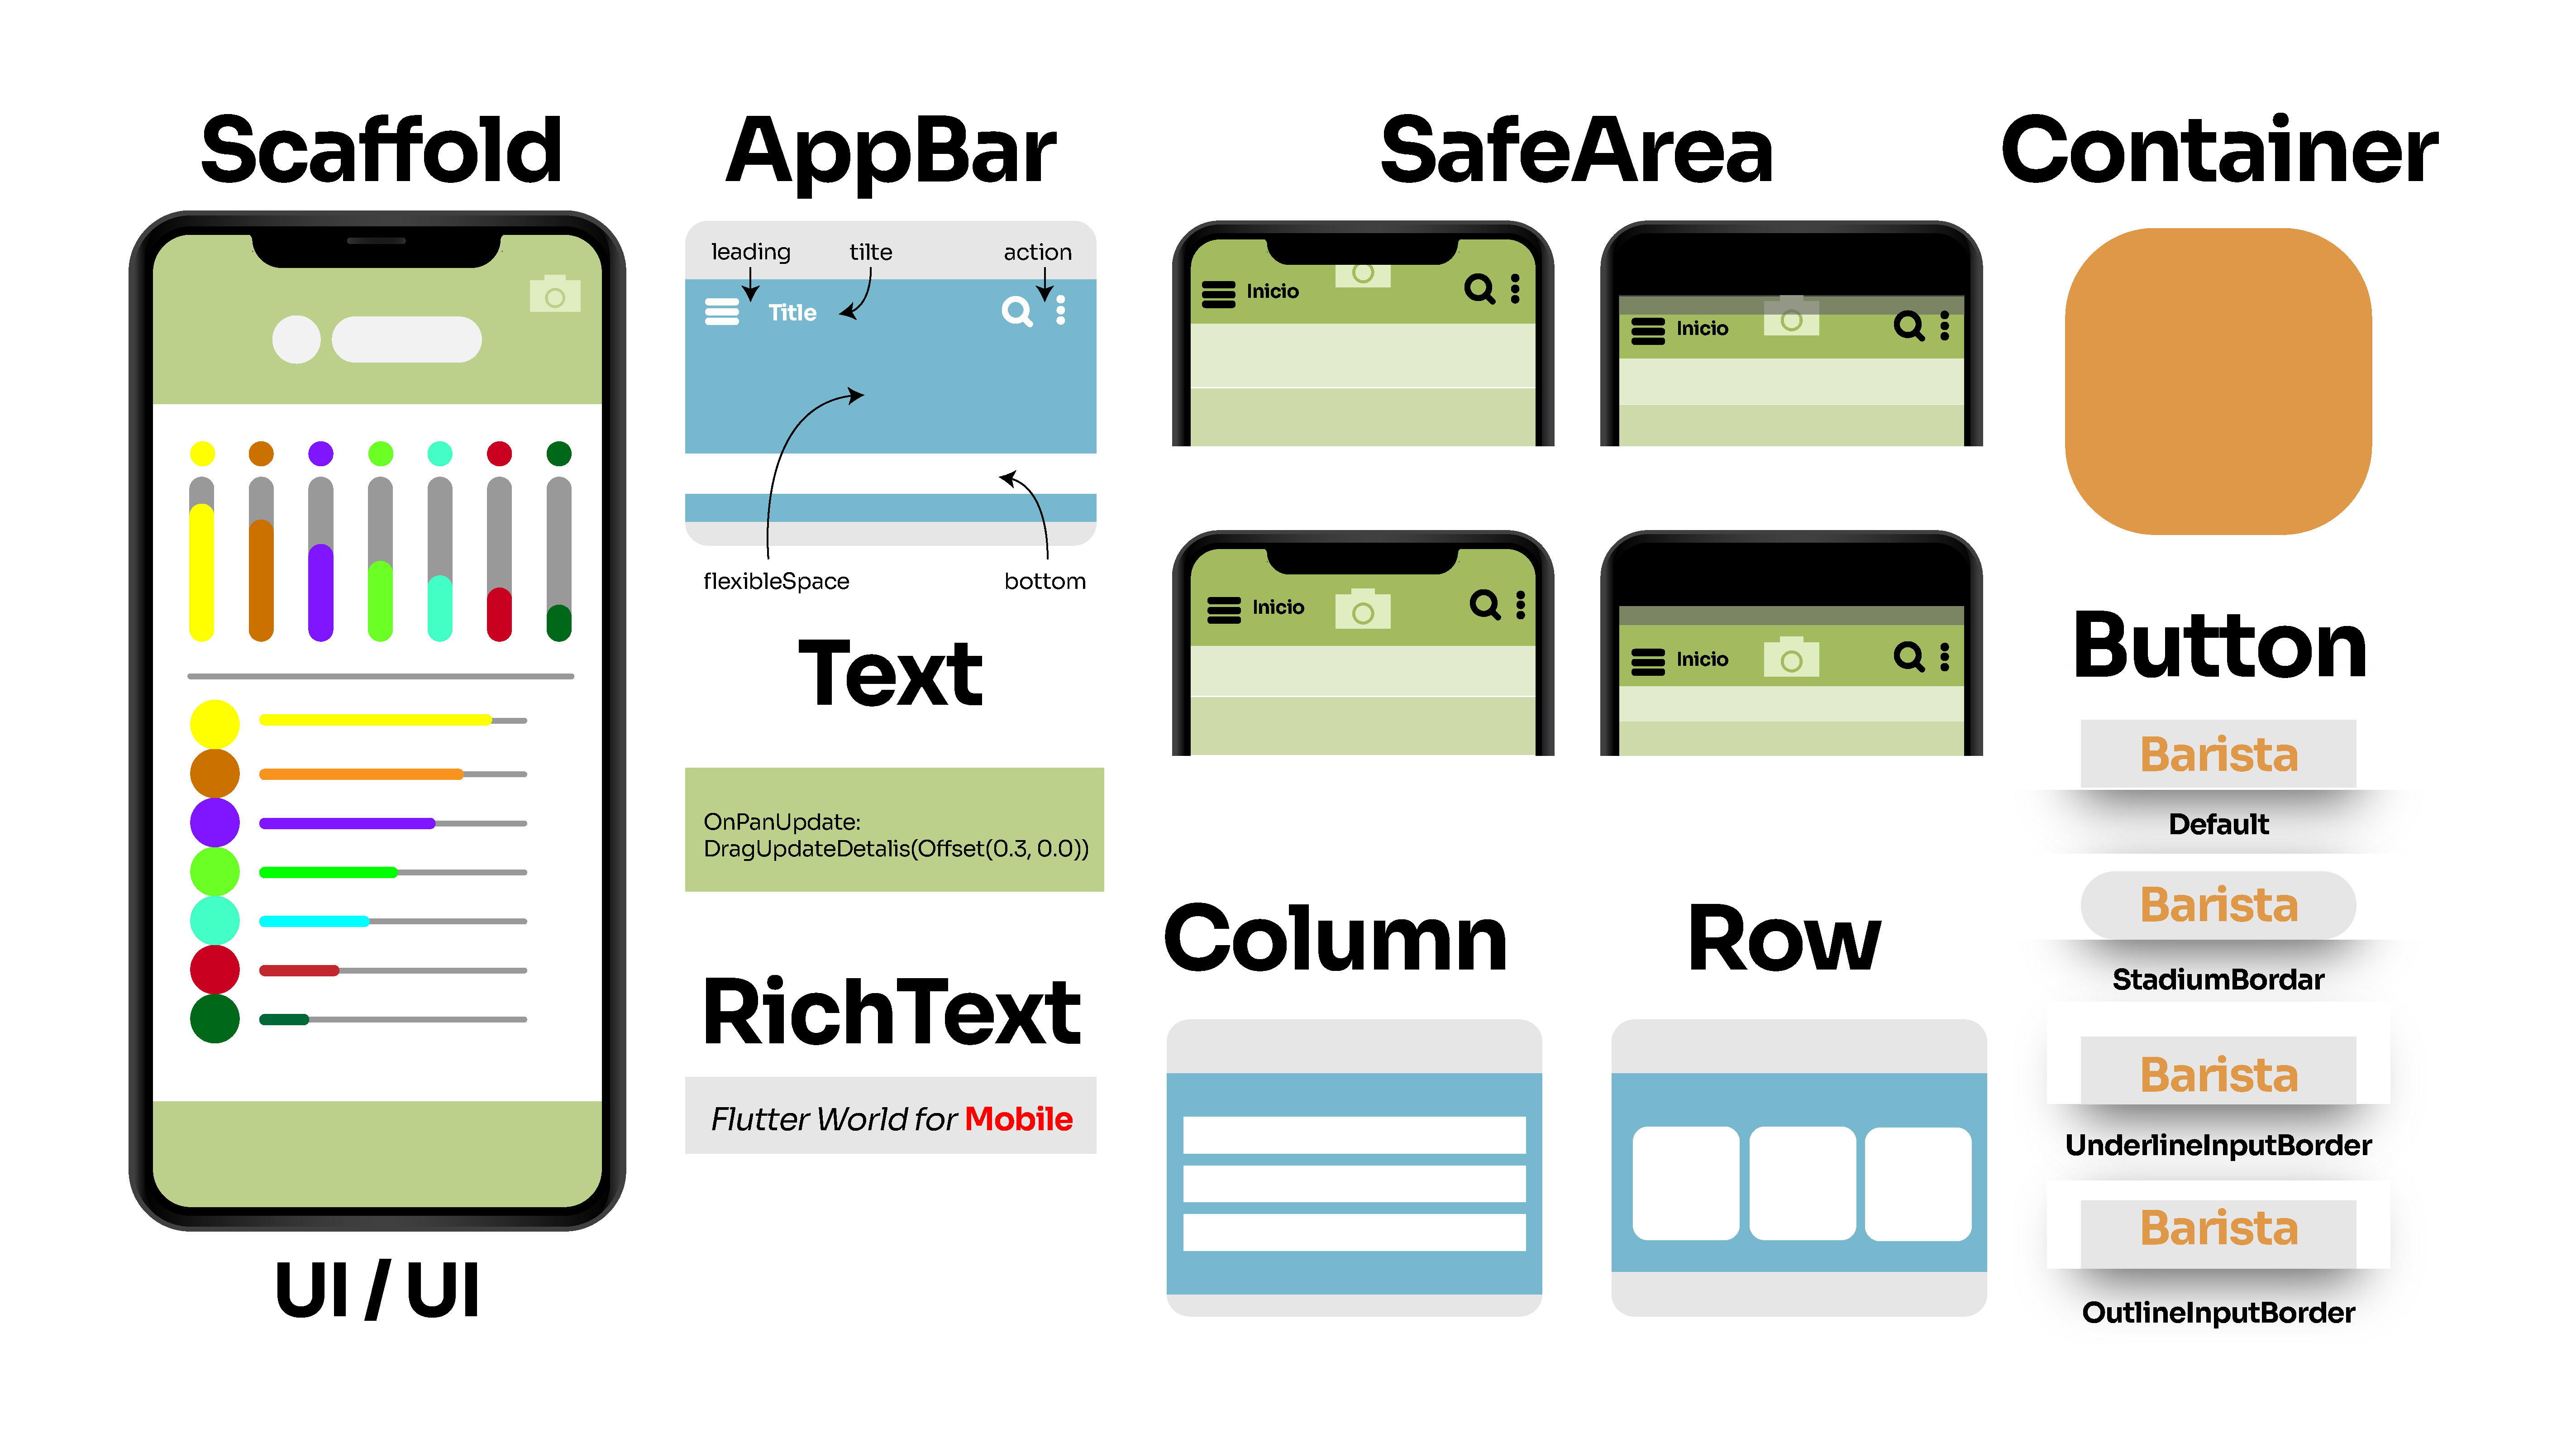 Scaffold
UI / UI
AppBar
leading
tilte
action
Title
flexibleSpace
bottom
Text
OnPanUpdate:
DragUpdateDetalis(Offset(0.3, 0.0))
RichText
Flutter World for Mobile
SafeArea
Inicio
Inicio
Inicio
Inicio
Column
Row
Container
Button
Barista
Default
Barista
StadiumBordar
Barista
UnderlineInputBorder
Barista
OutlineInputBorder